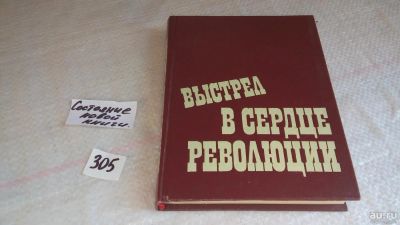 Состояние
новой
книги.
305
ВЫСТРЕЛ
В СЕРДЦЕ
РЕВОЛЮЦИИ
au.ru